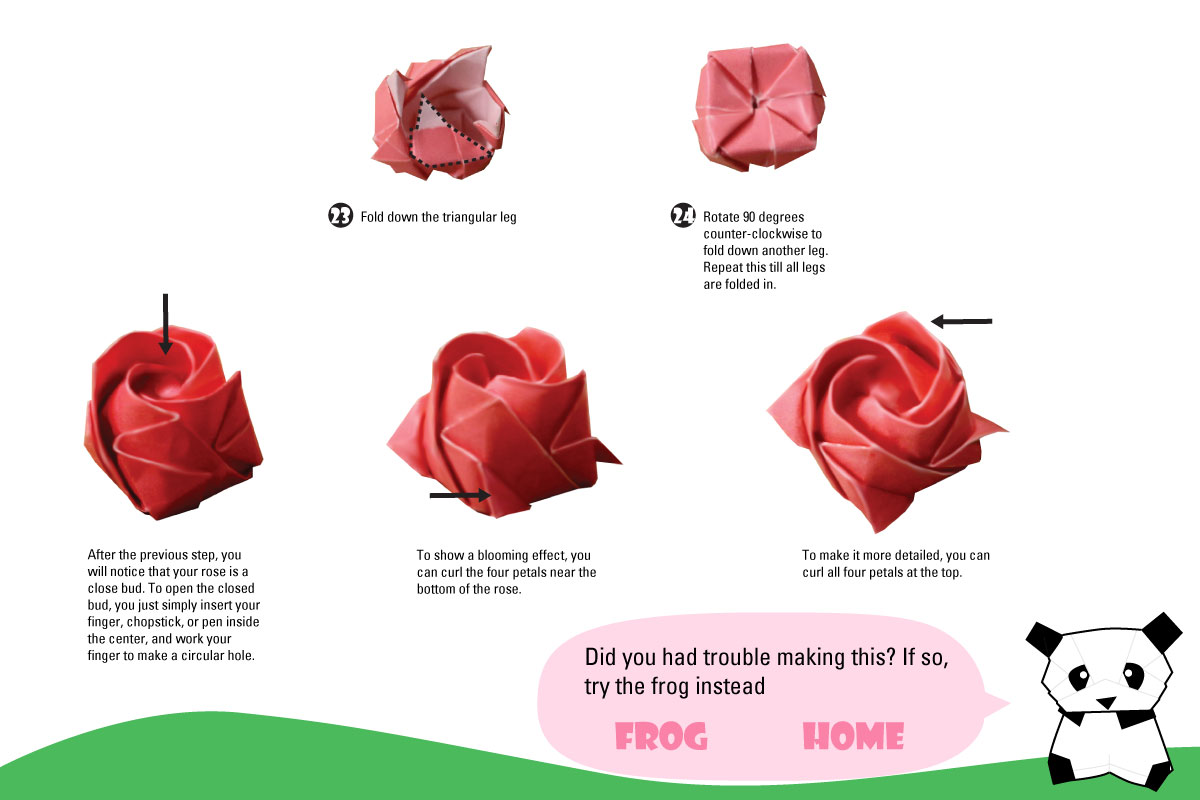 23 Fold down the triangular leg
24 Rotate 90 degrees
counter-clockwise to
fold down another leg.
Repeat this till all legs
are folded in.
After the previous step, you
will notice that your rose is a
close bud. To open the closed
bud, you just simply insert your
finger, chopstick, or pen inside
the center, and work your
finger to make a circular hole.
To show a blooming effect, you
can curl the four petals near the
bottom of the rose.
To make it more detailed, you can
curl all four petals at the top.
Did you had trouble making this? If so,
try the frog instead
FROG
HOME